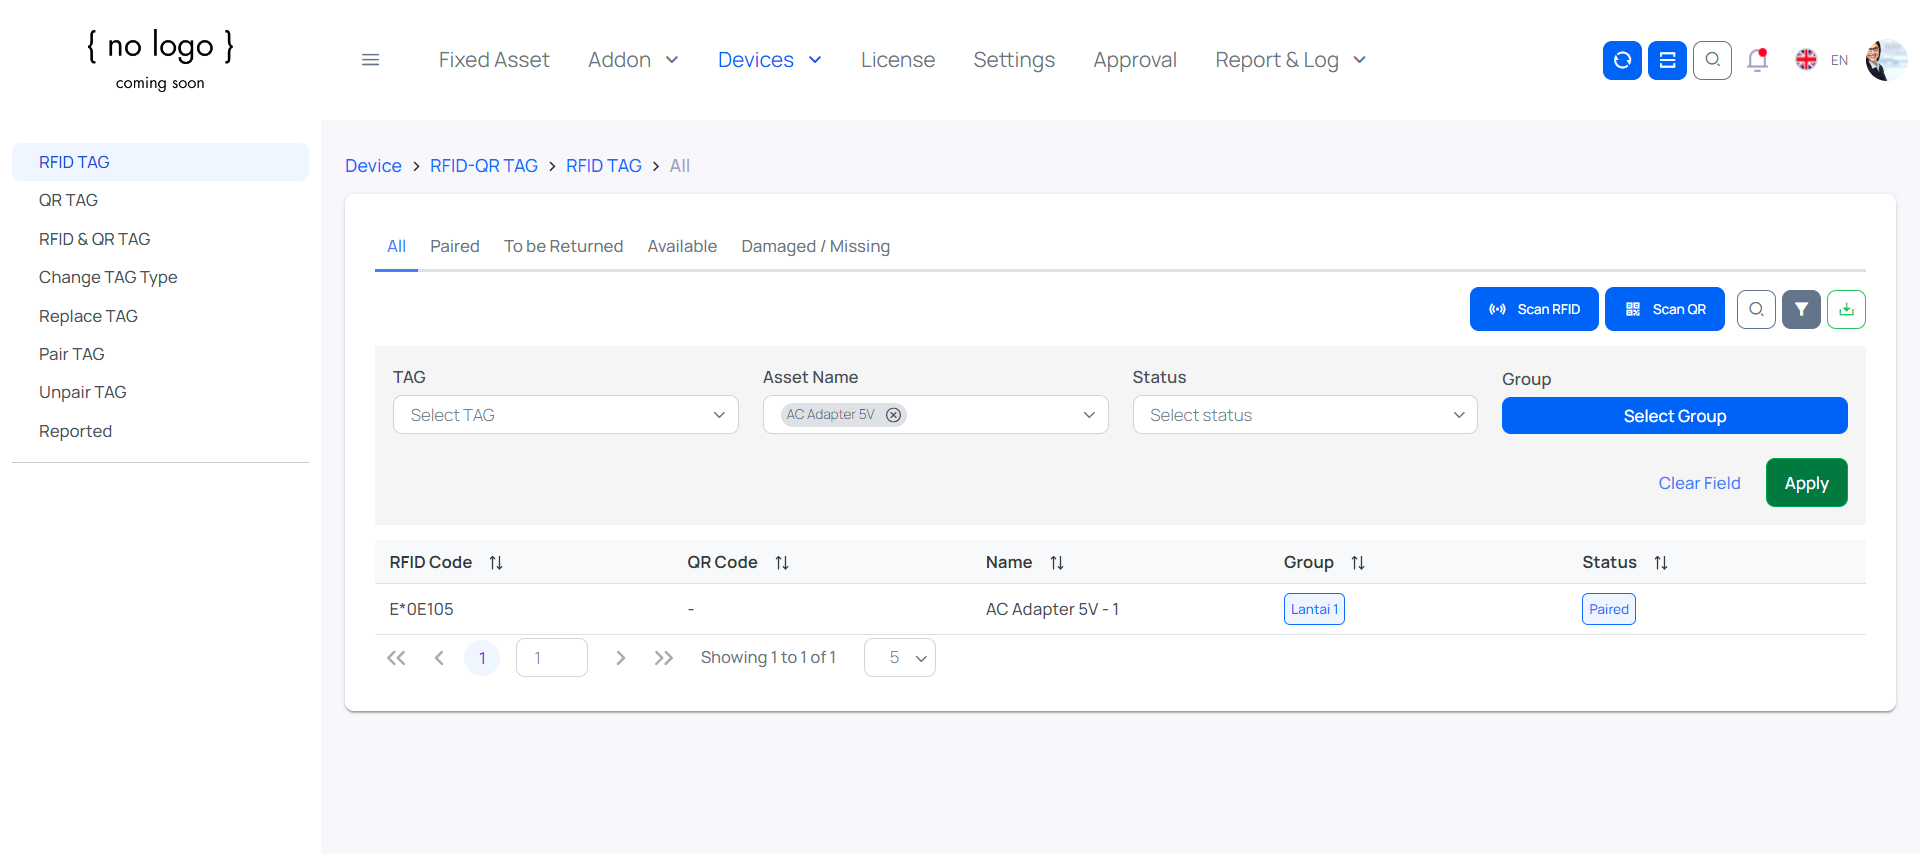 { no logo }
coming soon
Fixed Asset Addon Devices License Settings Approval Report & Log EN
RFID TAG
QR TAG
RFID & QR TAG
Change TAG Type
Replace TAG
Pair TAG
Unpair TAG
Reported
Device > RFID-QR TAG > RFID TAG > All
All Paired To be Returned Available Damaged / Missing
Scan RFID Scan QR
TAG Asset Name Status Group
Select TAG AC Adapter 5V Select status Select Group
Clear Field Apply
RFID Code QR Code Name Group Status
E*0E105 - AC Adapter 5V - 1 Lantai 1 Paired
1 1 Showing 1 to 1 of 1 5